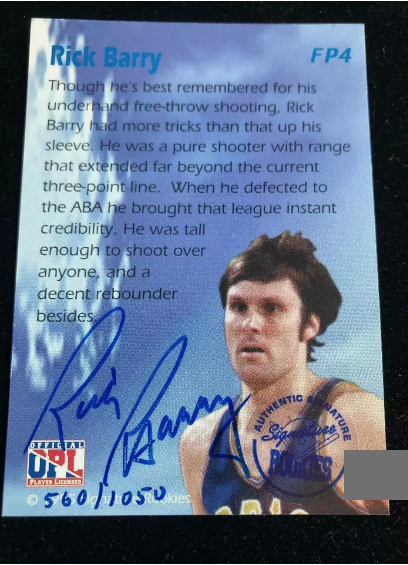 Rick Barry
FP4
Though he's best remembered for his
underhand free-throw shooting, Rick
Barry had more tricks than that up his
sleeve. He was a pure shooter with range
that extended far beyond the current
three-point line. When he defected to
the ABA he brought that league instant
credibility. He was tall
enough to shoot over
anyone, and a
decent rebounder
besides.
Rick Barry
AUTHENTIC SIGNATURE
Signature
ROOKIES
OFFICIAL
UPL
PLAYER LICENSED
© Signature Rookies
560/1050